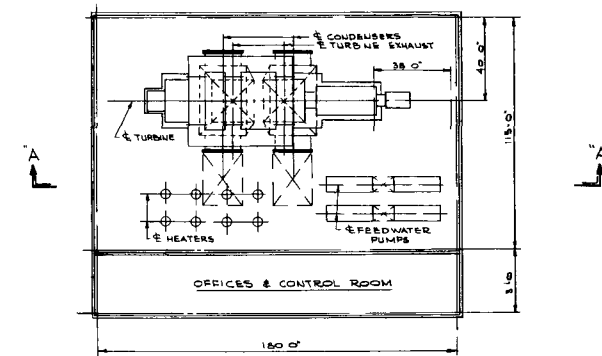 ℄ CONDENSERS
℄ TURBINE EXHAUST
38'0"
40'0"
℄ TURBINE
115'-0"
"A
"A
℄ HEATERS
℄ FEEDWATER
PUMPS
OFFICES & CONTROL ROOM
180'0"